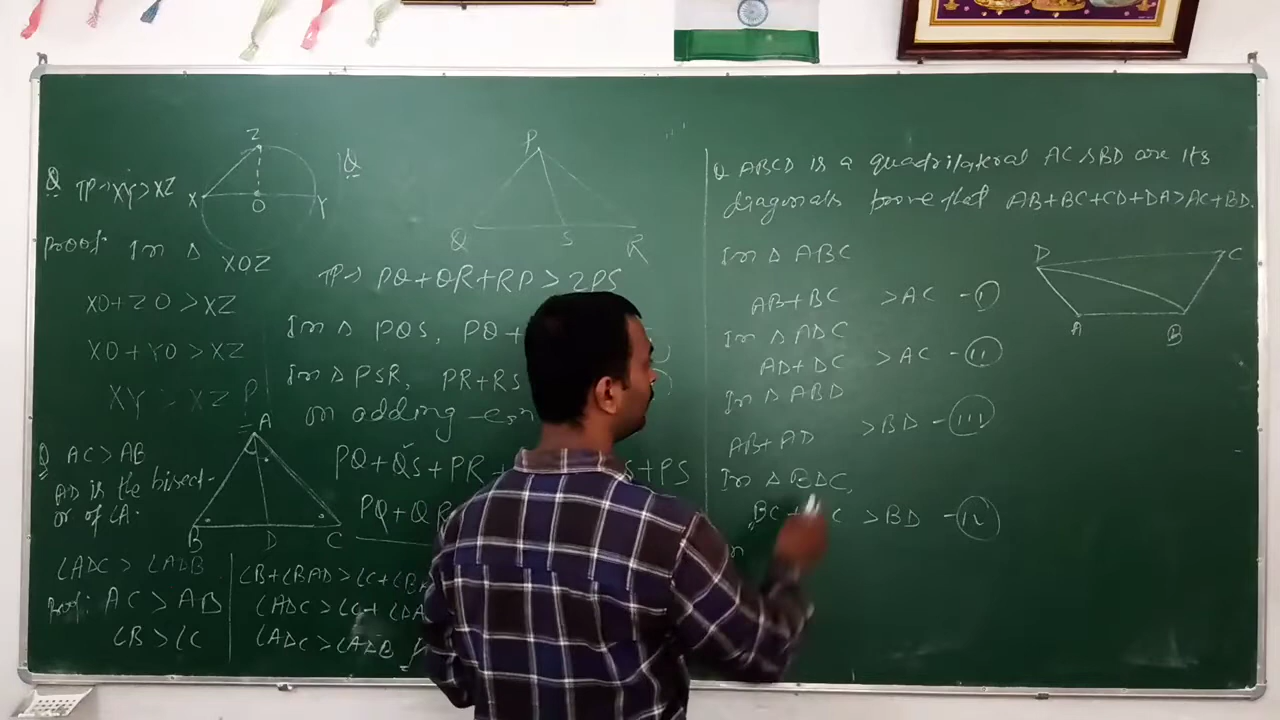 Q TP→ XY > XZ
Z
X O Y
Proof: In Δ XOZ
XO + ZO > XZ
XO + YO > XZ
XY > XZ P
Q AC > AB
AD is the bisect-
or of ∠A.
A
B D C
∠ADC > ∠ADB
Proof: AC > AB
∠B > ∠C
∠B + ∠BAD > ∠C +
∠ADC > ∠C +
∠ADC > ∠ADB
Q
P
Q S R
TP→ PQ + QR + RP > 2PS
In Δ PQS, PQ +
In Δ PSR, PR + RS
on adding
PQ + QS + PR + S + PS
PQ + QR
Q ABCD is a quadrilateral AC & BD are its
diagonals prove that AB+BC+CD+DA>AC+BD.
In Δ ABC
AB + BC > AC - (I)
In Δ ADC
AD + DC > AC - (II)
In Δ ABD
AB + AD > BD - (III)
In Δ BDC,
BC + C > BD - (IV)
D C
A B